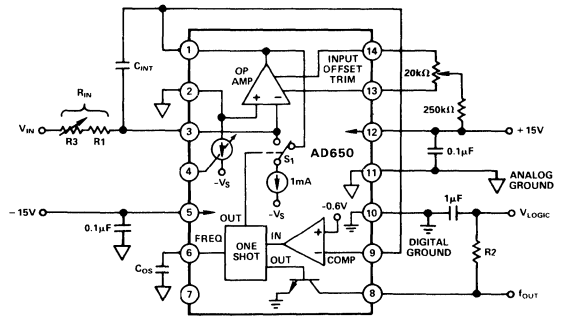 1
14
C_INT
OP
AMP
INPUT
OFFSET
TRIM
20kΩ
R_IN
2
+
−
13
250kΩ
V_IN
R3
R1
3
12
+15V
S1
AD650
0.1μF
4
−V_S
1mA
11
ANALOG
GROUND
−V_S
−0.6V
1μF
−15V
5
OUT
10
V_LOGIC
0.1μF
FREQ
IN
+
−
DIGITAL
GROUND
6
ONE
SHOT
COMP
9
R2
C_OS
OUT
7
8
f_OUT